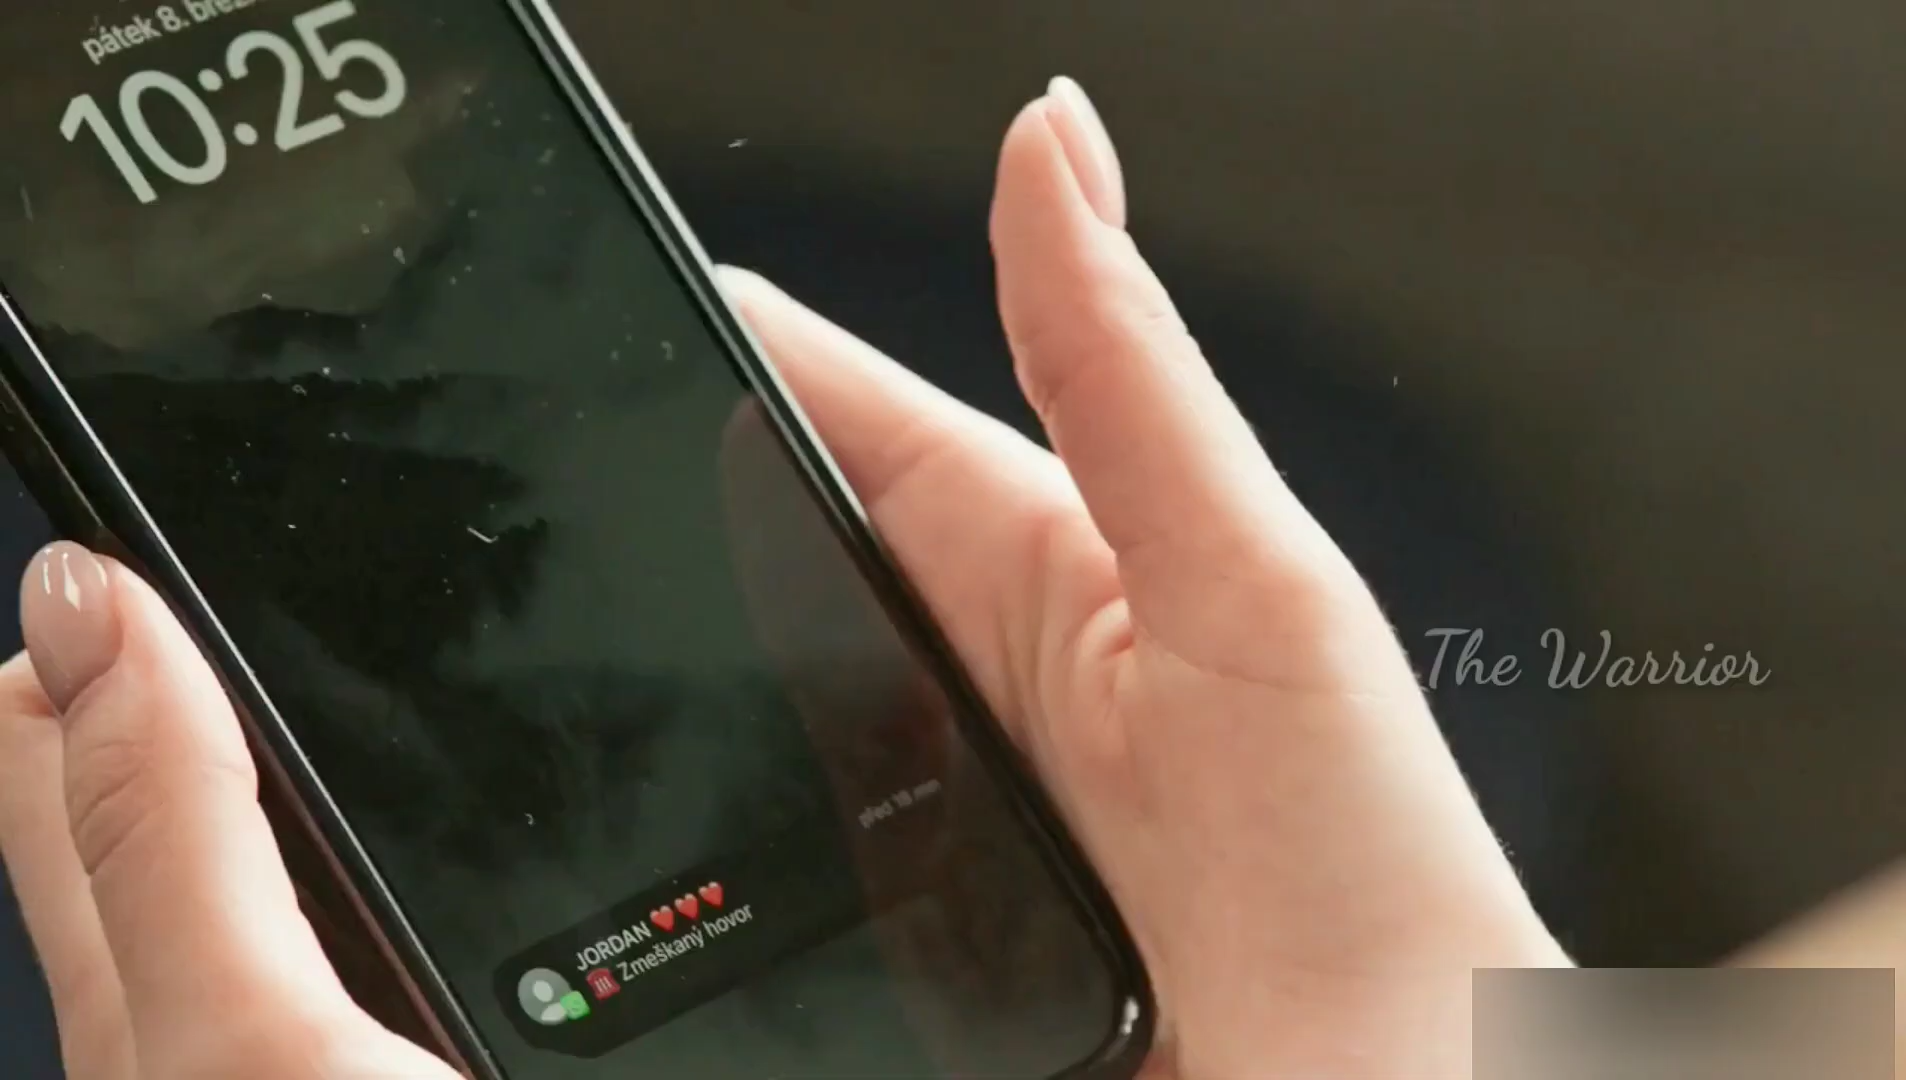 pátek 8. břez
10:25
před 18 min
JORDAN ❤️❤️❤️
Zmeškaný hovor
The Warrior